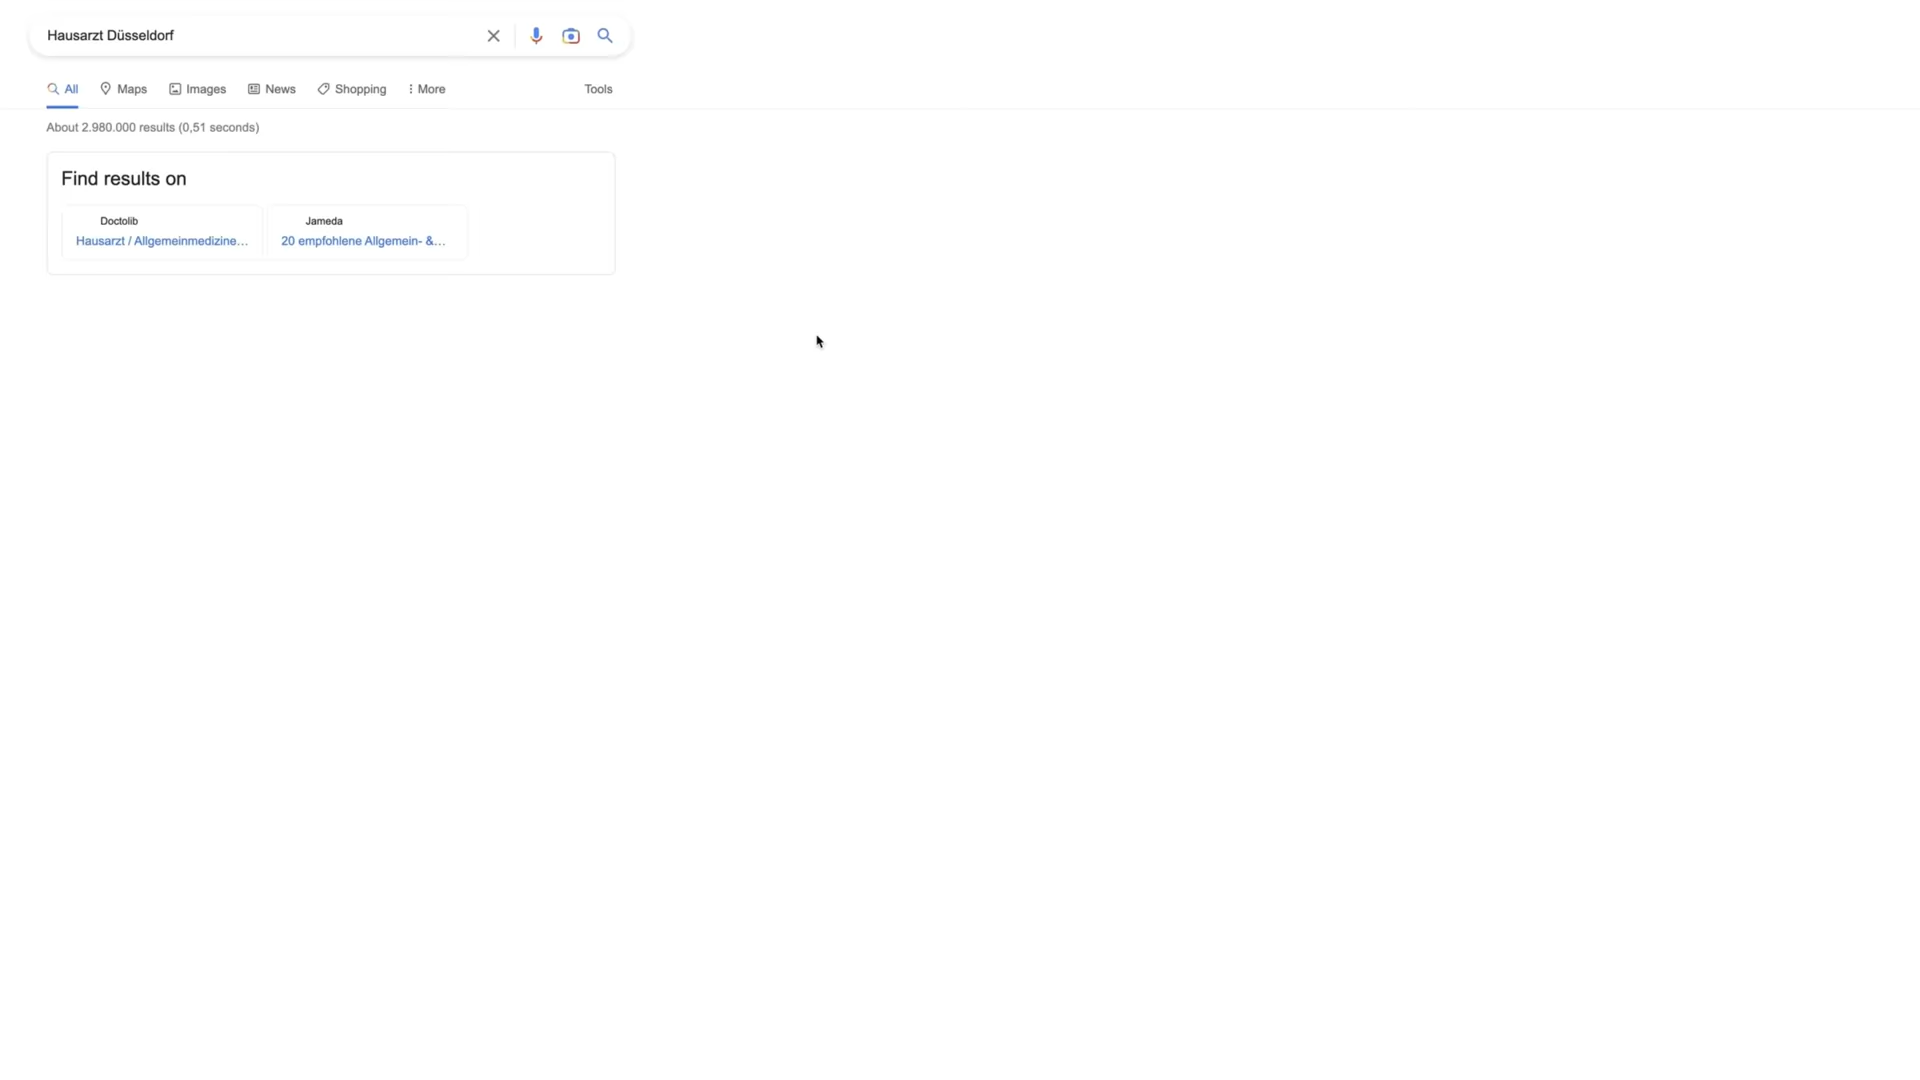 Hausarzt Düsseldorf
All Maps Images News Shopping More Tools
About 2.980.000 results (0,51 seconds)
Find results on
Doctolib Jameda
Hausarzt / Allgemeinmedizine... 20 empfohlene Allgemein- &...